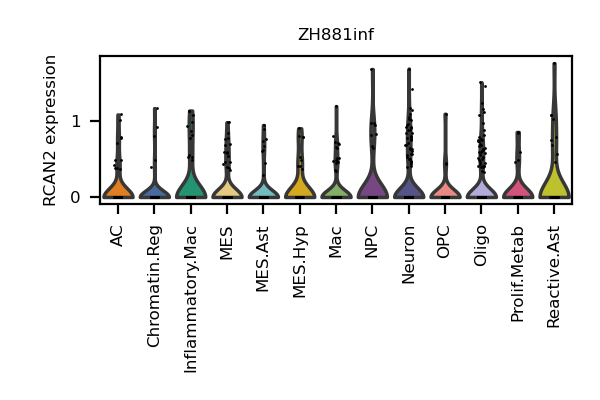 ZH881inf
RCAN2 expression
1
0
AC
Chromatin.Reg
Inflammatory.Mac
MES
MES.Ast
MES.Hyp
Mac
NPC
Neuron
OPC
Oligo
Prolif.Metab
Reactive.Ast